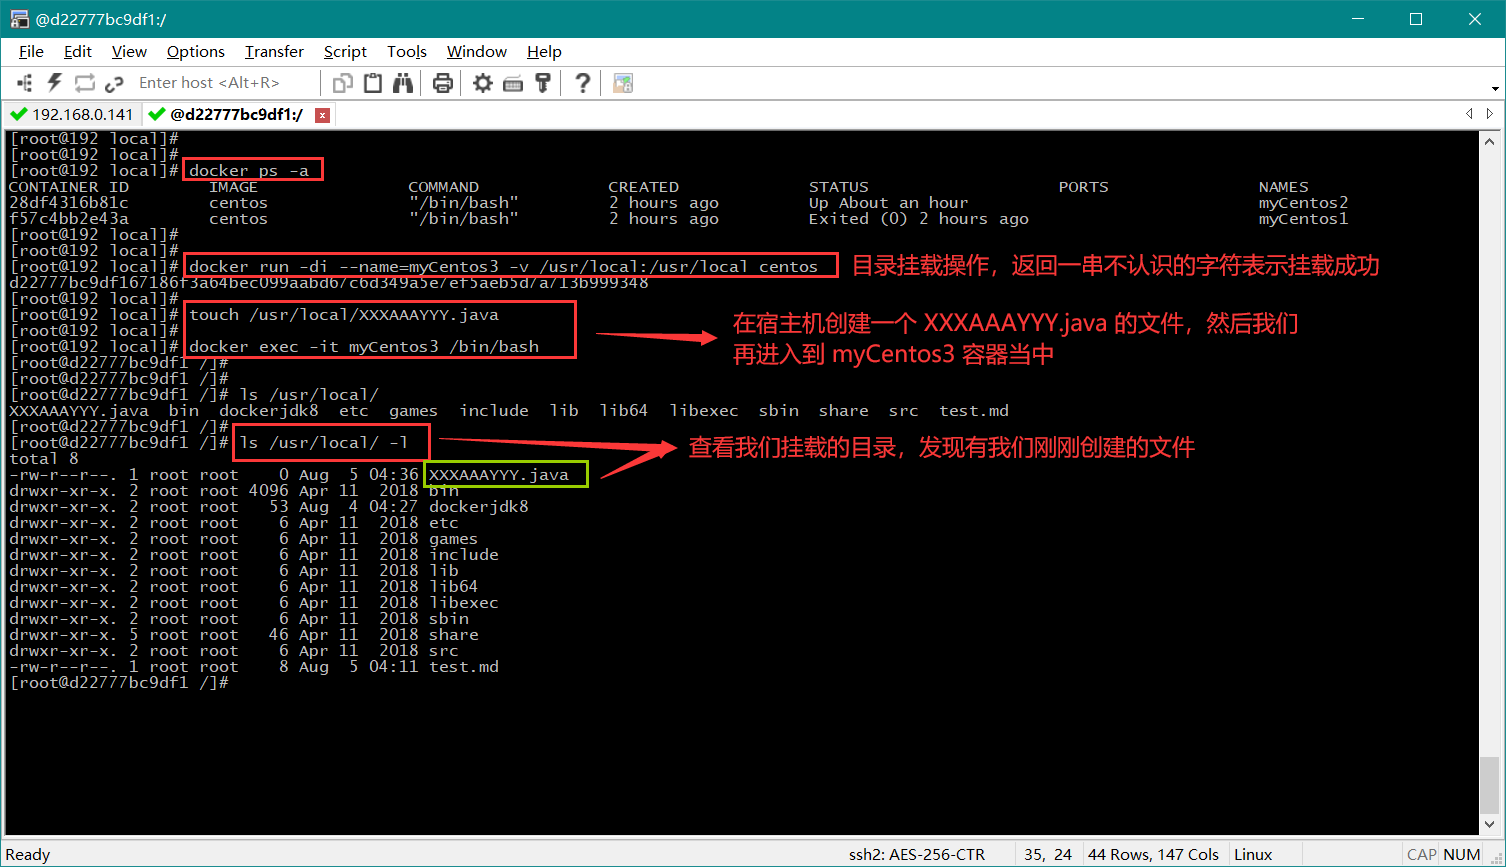 @d22777bc9df1:/
File Edit View Options Transfer Script Tools Window Help
Enter host <Alt+R>
192.168.0.141 @d22777bc9df1:/
[root@192 local]#
[root@192 local]#
[root@192 local]# docker ps -a
CONTAINER ID IMAGE COMMAND CREATED STATUS PORTS NAMES
28df4316b81c centos "/bin/bash" 2 hours ago Up About an hour myCentos2
f57c4bb2e43a centos "/bin/bash" 2 hours ago Exited (0) 2 hours ago myCentos1
[root@192 local]#
[root@192 local]#
[root@192 local]# docker run -di --name=myCentos3 -v /usr/local:/usr/local centos
目录挂载操作，返回一串不认识的字符表示挂载成功
d22777bc9df167186f3a64bec099aabd67c6d349a5e7ef5aeb5d7a713b999348
[root@192 local]#
[root@192 local]# touch /usr/local/XXXAAAYYY.java
[root@192 local]#
[root@192 local]# docker exec -it myCentos3 /bin/bash
在宿主机创建一个 XXXAAAYYY.java 的文件，然后我们
再进入到 myCentos3 容器当中
[root@d22777bc9df1 /]#
[root@d22777bc9df1 /]#
[root@d22777bc9df1 /]# ls /usr/local/
XXXAAAYYY.java bin dockerjdk8 etc games include lib lib64 libexec sbin share src test.md
[root@d22777bc9df1 /]#
[root@d22777bc9df1 /]# ls /usr/local/ -l
查看我们挂载的目录，发现有我们刚刚创建的文件
total 8
-rw-r--r--. 1 root root 0 Aug 5 04:36 XXXAAAYYY.java
drwxr-xr-x. 2 root root 4096 Apr 11 2018 bin
drwxr-xr-x. 2 root root 53 Aug 4 04:27 dockerjdk8
drwxr-xr-x. 2 root root 6 Apr 11 2018 etc
drwxr-xr-x. 2 root root 6 Apr 11 2018 games
drwxr-xr-x. 2 root root 6 Apr 11 2018 include
drwxr-xr-x. 2 root root 6 Apr 11 2018 lib
drwxr-xr-x. 2 root root 6 Apr 11 2018 lib64
drwxr-xr-x. 2 root root 6 Apr 11 2018 libexec
drwxr-xr-x. 2 root root 6 Apr 11 2018 sbin
drwxr-xr-x. 5 root root 46 Apr 11 2018 share
drwxr-xr-x. 2 root root 6 Apr 11 2018 src
-rw-r--r--. 1 root root 8 Aug 5 04:11 test.md
[root@d22777bc9df1 /]#
Ready ssh2: AES-256-CTR 35, 24 44 Rows, 147 Cols Linux CAP NUM